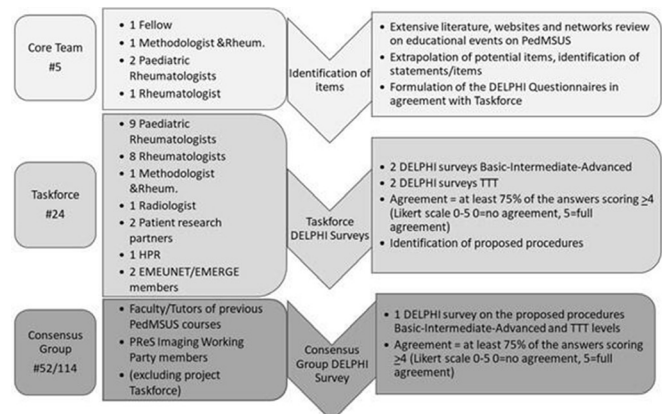 Core Team
#5
• 1 Fellow
• 1 Methodologist &Rheum.
• 2 Paediatric
Rheumatologists
• 1 Rheumatologist
Identification of
items
• Extensive literature, websites and networks review
on educational events on PedMSUS
• Extrapolation of potential items, identification of
statements/items
• Formulation of the DELPHI Questionnaires in
agreement with Taskforce
Taskforce
#24
• 9 Paediatric
Rheumatologists
• 8 Rheumatologists
• 1 Methodologist
&Rheum.
• 1 Radiologist
• 2 Patient research
partners
• 1 HPR
• 2 EMEUNET/EMERGE
members
Taskforce
DELPHI Surveys
• 2 DELPHI surveys Basic-Intermediate-Advanced
• 2 DELPHI surveys TTT
• Agreement = at least 75% of the answers scoring ≥4
(Likert scale 0-5 0=no agreement, 5=full
agreement)
• Identification of proposed procedures
Consensus
Group
#52/114
• Faculty/Tutors of previous
PedMSUS courses
• PReS Imaging Working
Party members
• (excluding project
Taskforce)
Consensus
Group DELPHI
Survey
• 1 DELPHI survey on the proposed procedures
Basic-Intermediate-Advanced and TTT levels
• Agreement = at least 75% of the answers scoring
≥4 (Likert scale 0-5 0=no agreement, 5=full
agreement)